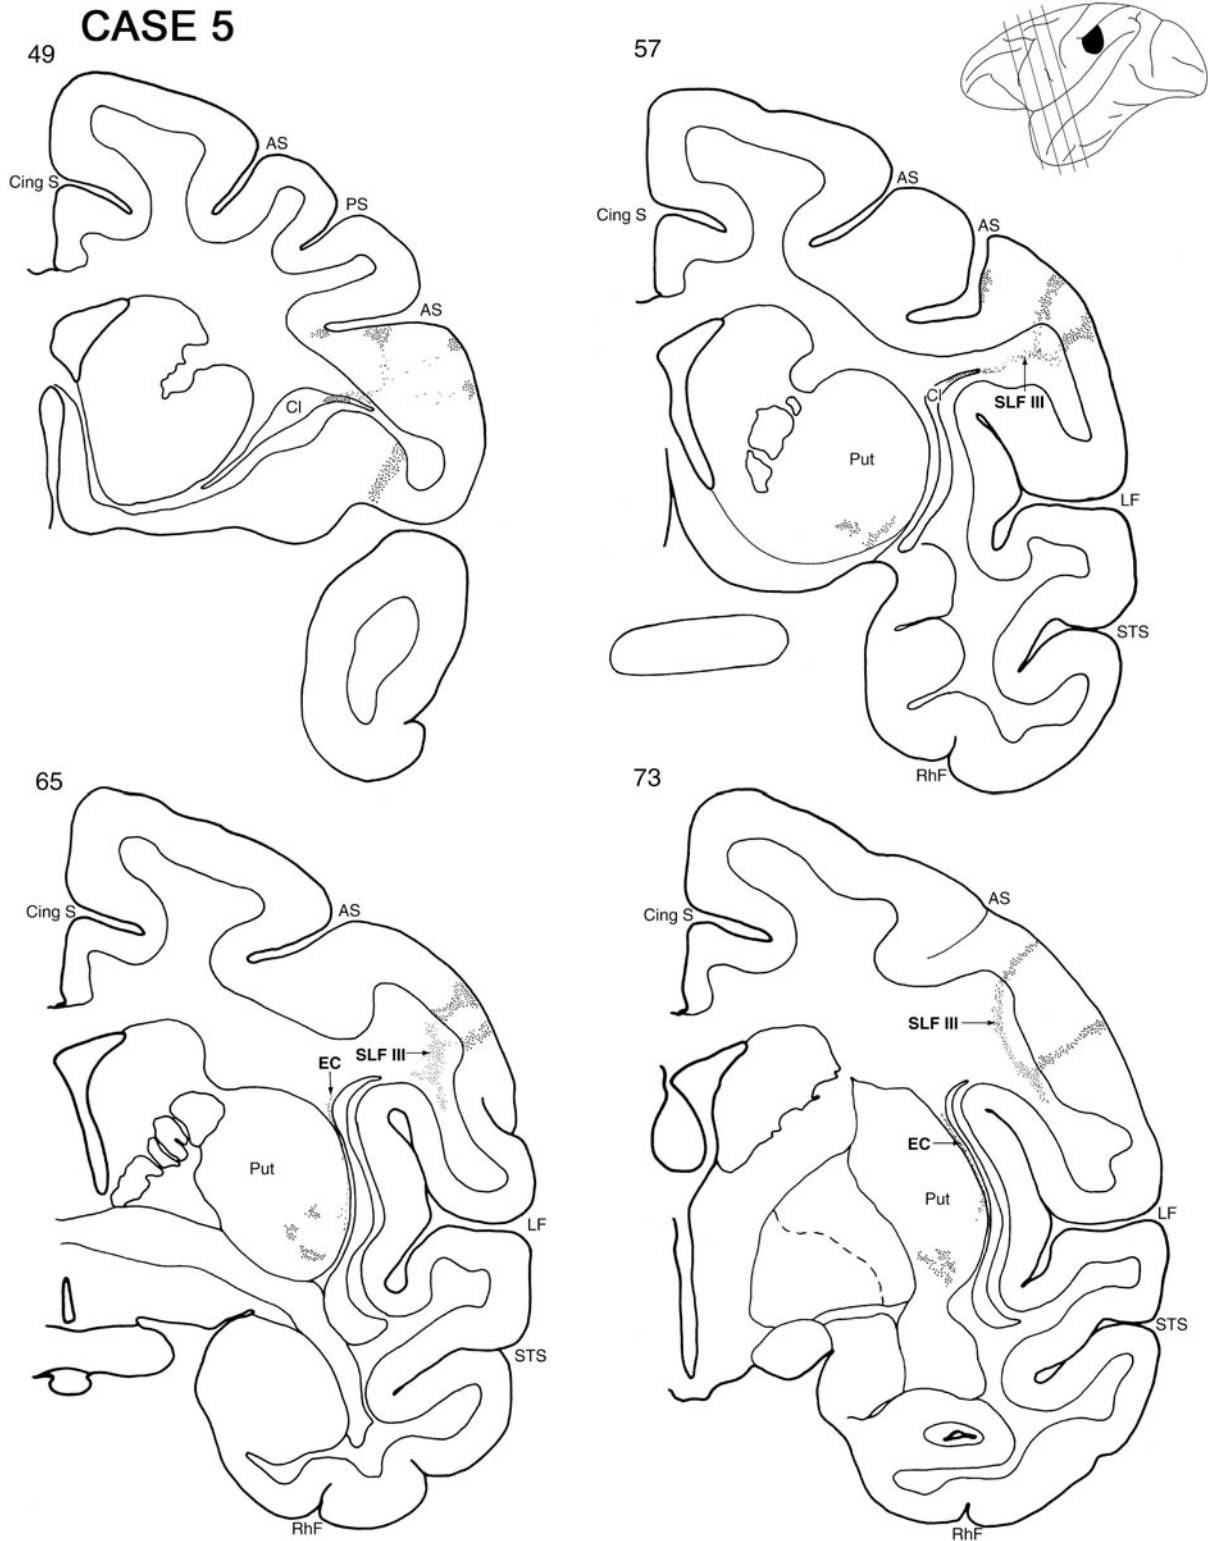 CASE 5
49
57
AS
Cing S
PS
AS
Cl
AS
Cing S
AS
Cl
SLF III
Put
LF
STS
RhF
65
73
AS
Cing S
SLF III
EC
Put
LF
STS
RhF
AS
Cing S
SLF III
EC
Put
LF
STS
RhF